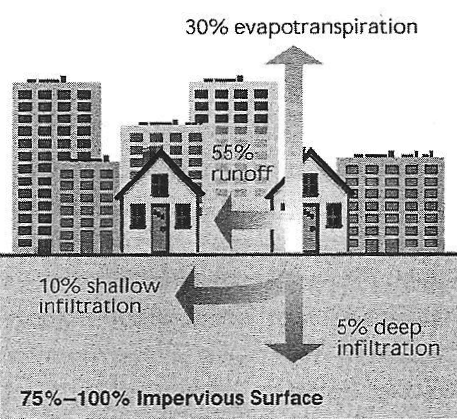 30% evapotranspiration
55%
runoff
10% shallow
infiltration
5% deep
infiltration
75%–100% Impervious Surface